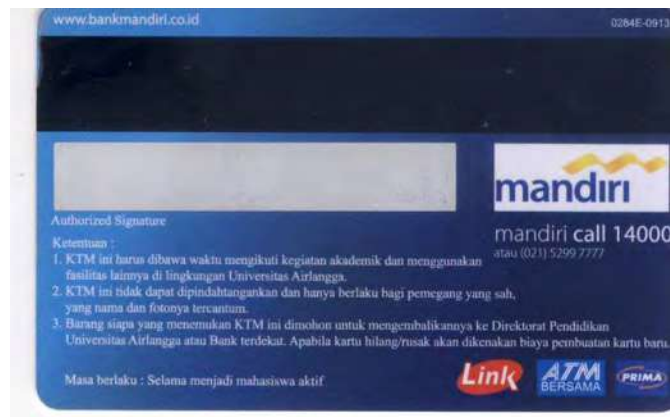 www.bankmandiri.co.id
0284E-0913
mandiri
Authorized Signature
mandiri call 14000
atau (021) 5299 7777
Ketentuan :
1. KTM ini harus dibawa waktu mengikuti kegiatan akademik dan menggunakan
fasilitas lainnya di lingkungan Universitas Airlangga.
2. KTM ini tidak dapat dipindahtangankan dan hanya berlaku bagi pemegang yang sah,
yang nama dan fotonya tercantum.
3. Barang siapa yang menemukan KTM ini dimohon untuk mengembalikannya ke Direktorat Pendidikan
Universitas Airlangga atau Bank terdekat. Apabila kartu hilang/rusak akan dikenakan biaya pembuatan kartu baru.
Masa berlaku : Selama menjadi mahasiswa aktif
Link
ATM
BERSAMA
PRIMA